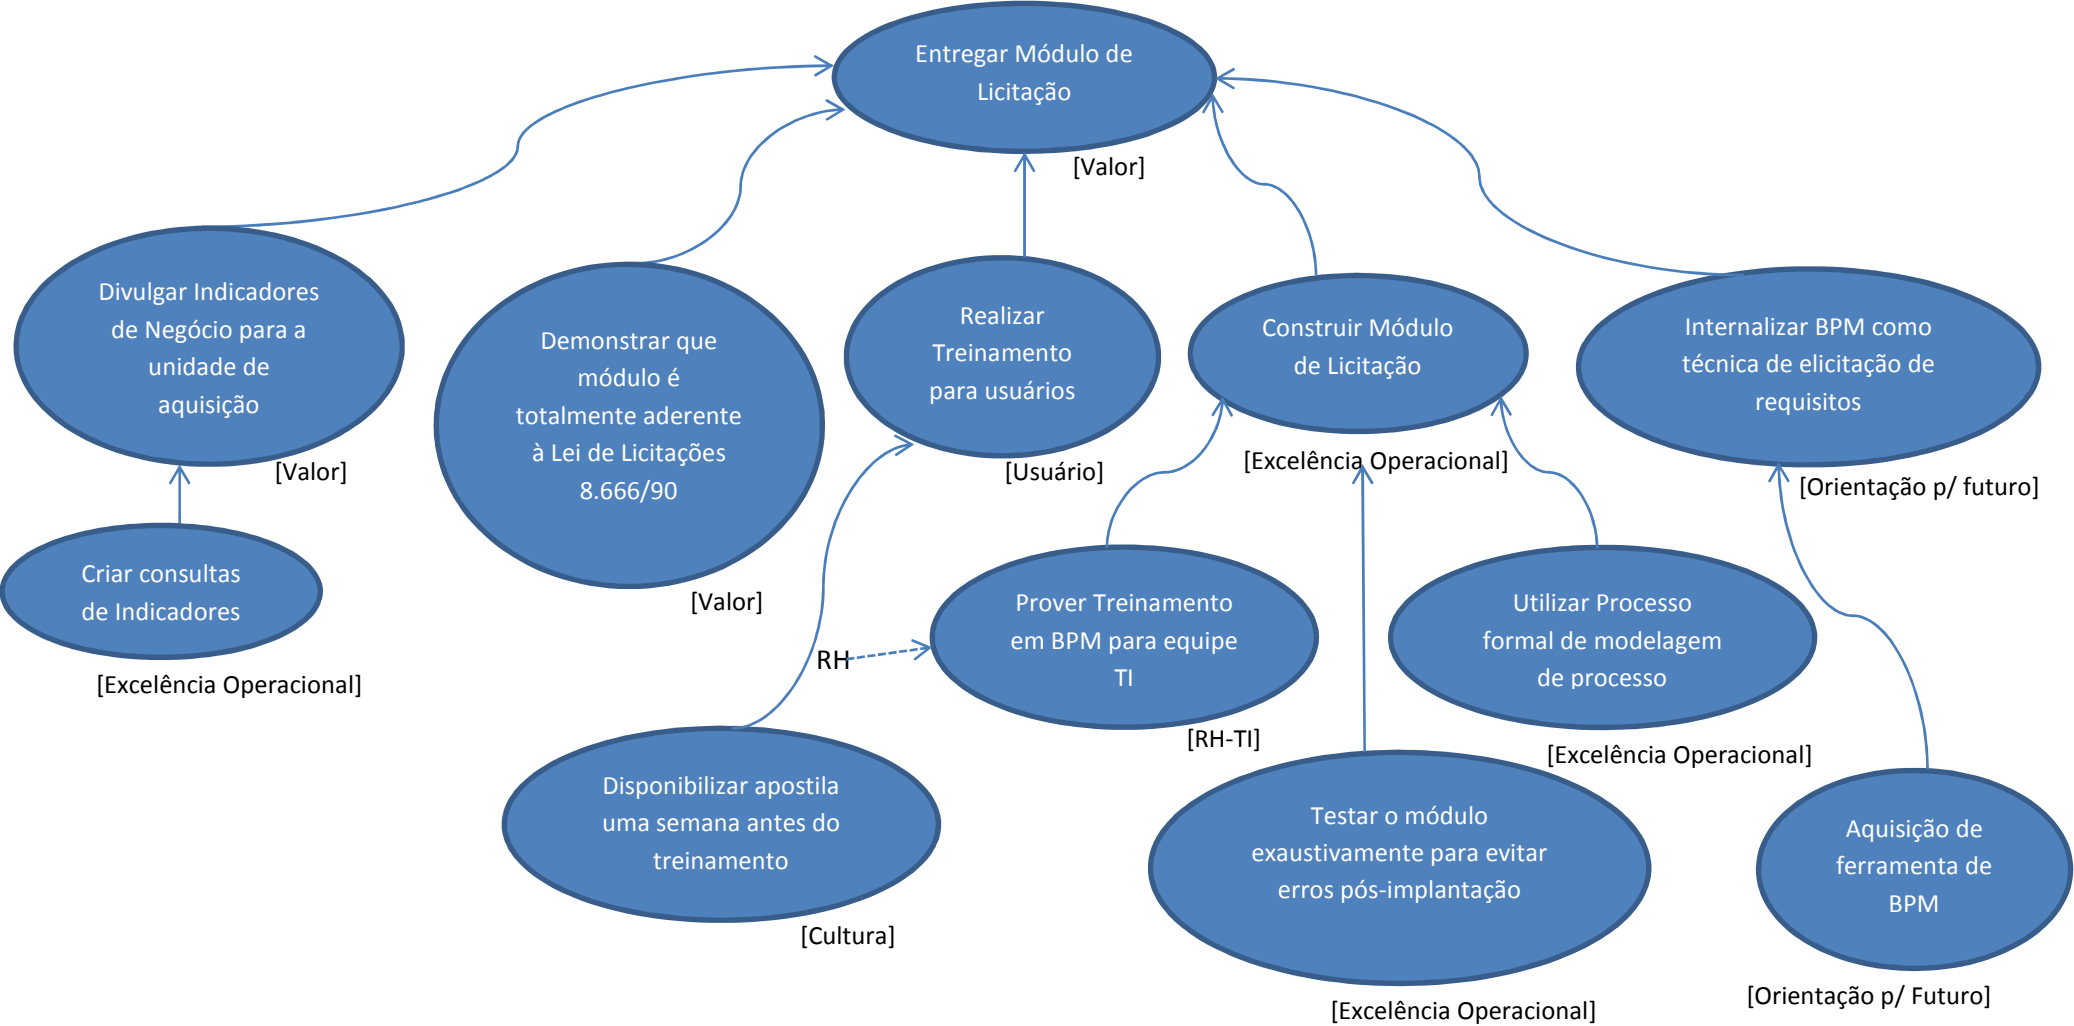 Entregar Módulo de
Licitação
[Valor]
Divulgar Indicadores
de Negócio para a
unidade de
aquisição
[Valor]
Demonstrar que
módulo é
totalmente aderente
à Lei de Licitações
8.666/90
[Valor]
Realizar
Treinamento
para usuários
[Usuário]
Construir Módulo
de Licitação
[Excelência Operacional]
Internalizar BPM como
técnica de elicitação de
requisitos
[Orientação p/ futuro]
Criar consultas
de Indicadores
[Excelência Operacional]
RH
Prover Treinamento
em BPM para equipe
TI
[RH-TI]
Utilizar Processo
formal de modelagem
de processo
[Excelência Operacional]
Disponibilizar apostila
uma semana antes do
treinamento
[Cultura]
Testar o módulo
exaustivamente para evitar
erros pós-implantação
[Excelência Operacional]
Aquisição de
ferramenta de
BPM
[Orientação p/ Futuro]